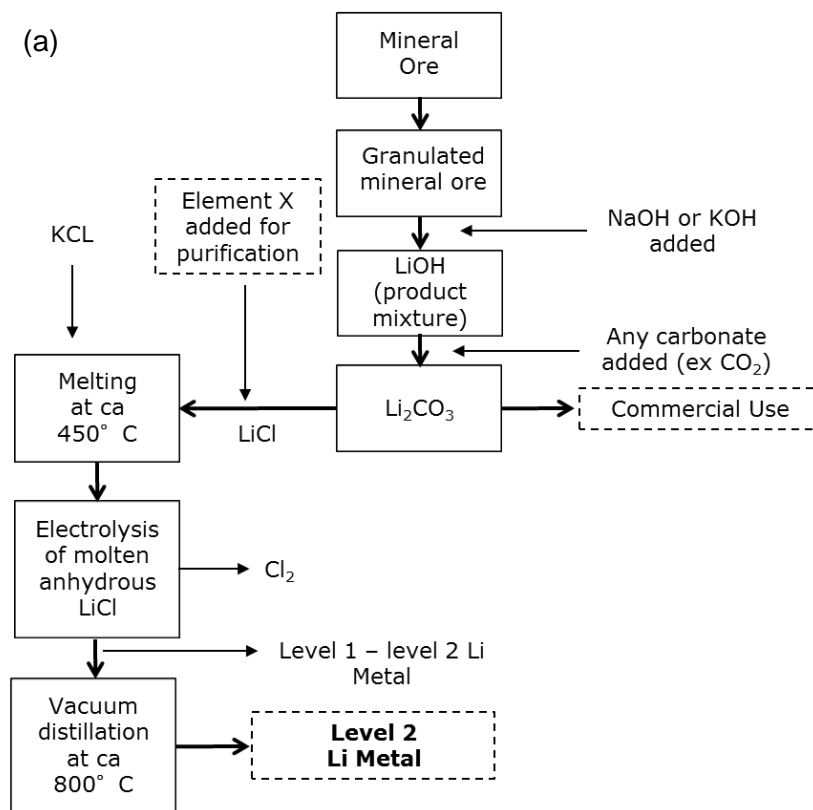 (a)
Mineral
Ore
Granulated
mineral ore
Element X
added for
purification
NaOH or KOH
added
KCL
LiOH
(product
mixture)
Any carbonate
added (ex CO₂)
Melting
at ca
450° C
LiCl
Li₂CO₃
Commercial Use
Electrolysis
of molten
anhydrous
LiCl
Cl₂
Level 1 – level 2 Li
Metal
Vacuum
distillation
at ca
800° C
Level 2
Li Metal